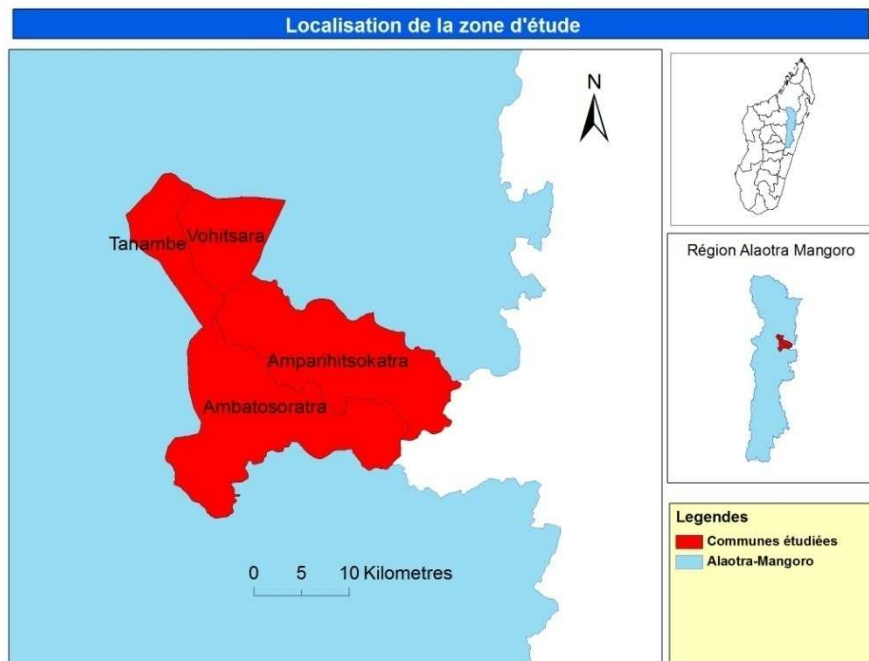 Localisation de la zone d'étude
N
Tanambe
Vohitsara
Amparihitsokatra
Ambatosoratra
0 5 10 Kilometres
Région Alaotra Mangoro
Legendes
Communes étudiées
Alaotra-Mangoro